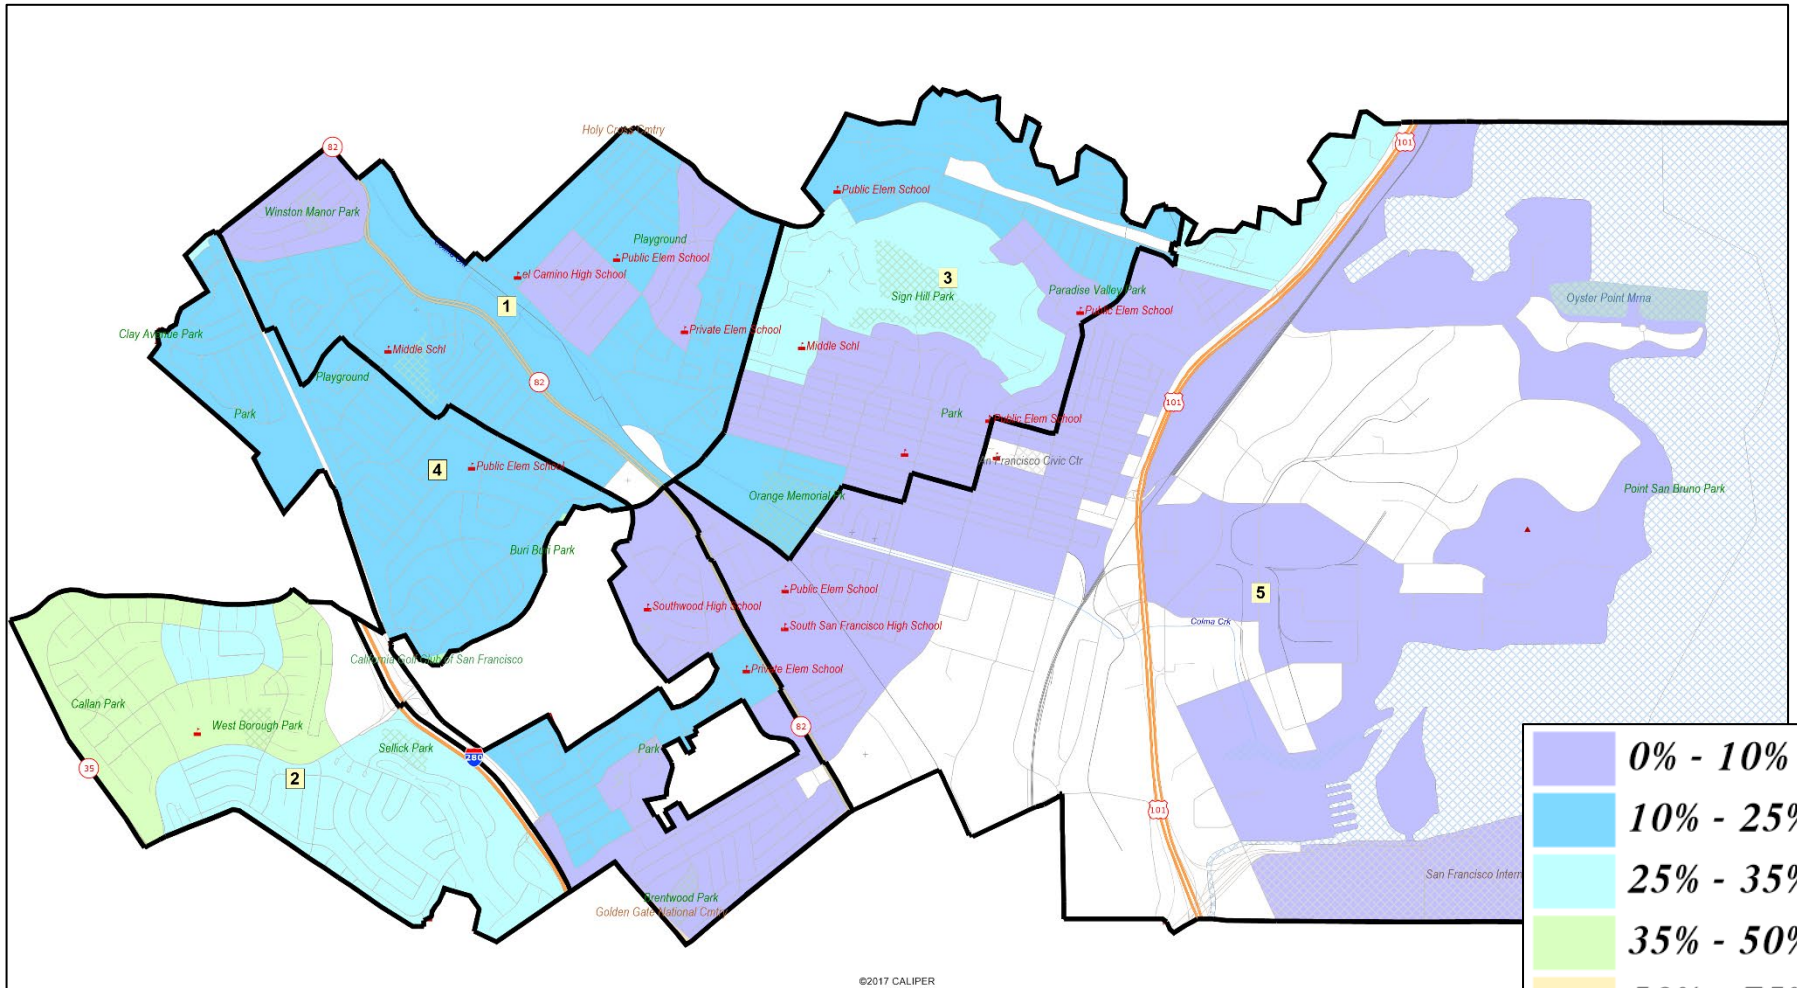 Holy Cross Cmtry
82
101
Public Elem School
Winston Manor Park
Playground
Public Elem School
el Camino High School
3
Sign Hill Park
Paradise Valley Park
Public Elem School
Oyster Point Mrna
1
Clay Avenue Park
Private Elem School
Middle Schl
Middle Schl
Playground
82
101
Park
Park
Public Elem School
4
Public Elem School
n Francisco Civic Ctr
Orange Memorial Pk
Point San Bruno Park
Buri Buri Park
Public Elem School
5
Southwood High School
South San Francisco High School
Colma Crk
California Golf Club of San Francisco
Private Elem School
Callan Park
West Borough Park
82
Sellick Park
Park
280
35
2
101
San Francisco Intern
Brentwood Park
Golden Gate National Cmtry
0% - 10%
10% - 25%
25% - 35%
35% - 50%
©2017 CALIPER